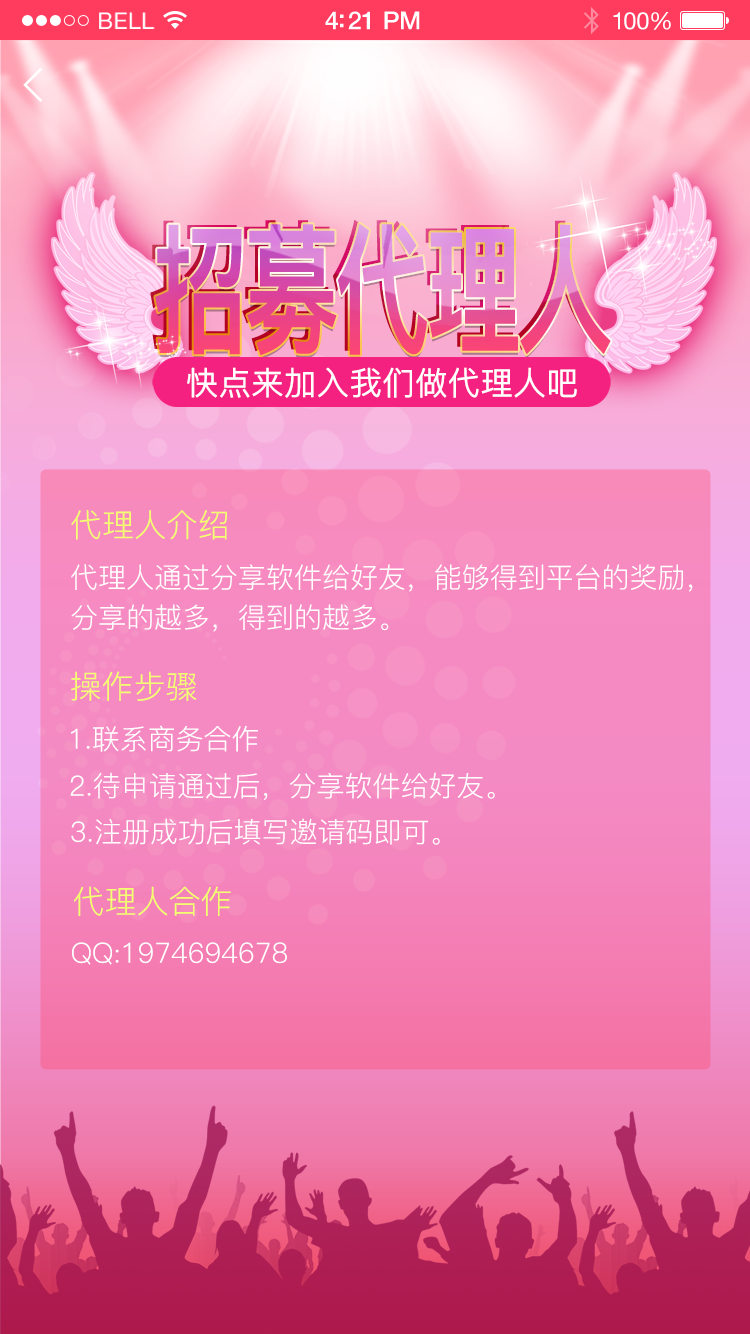 BELL 4:21 PM 100%
招募代理人
快点来加入我们做代理人吧
代理人介绍
代理人通过分享软件给好友，能够得到平台的奖励，
分享的越多，得到的越多。
操作步骤
1.联系商务合作
2.待申请通过后，分享软件给好友。
3.注册成功后填写邀请码即可。
代理人合作
QQ:1974694678